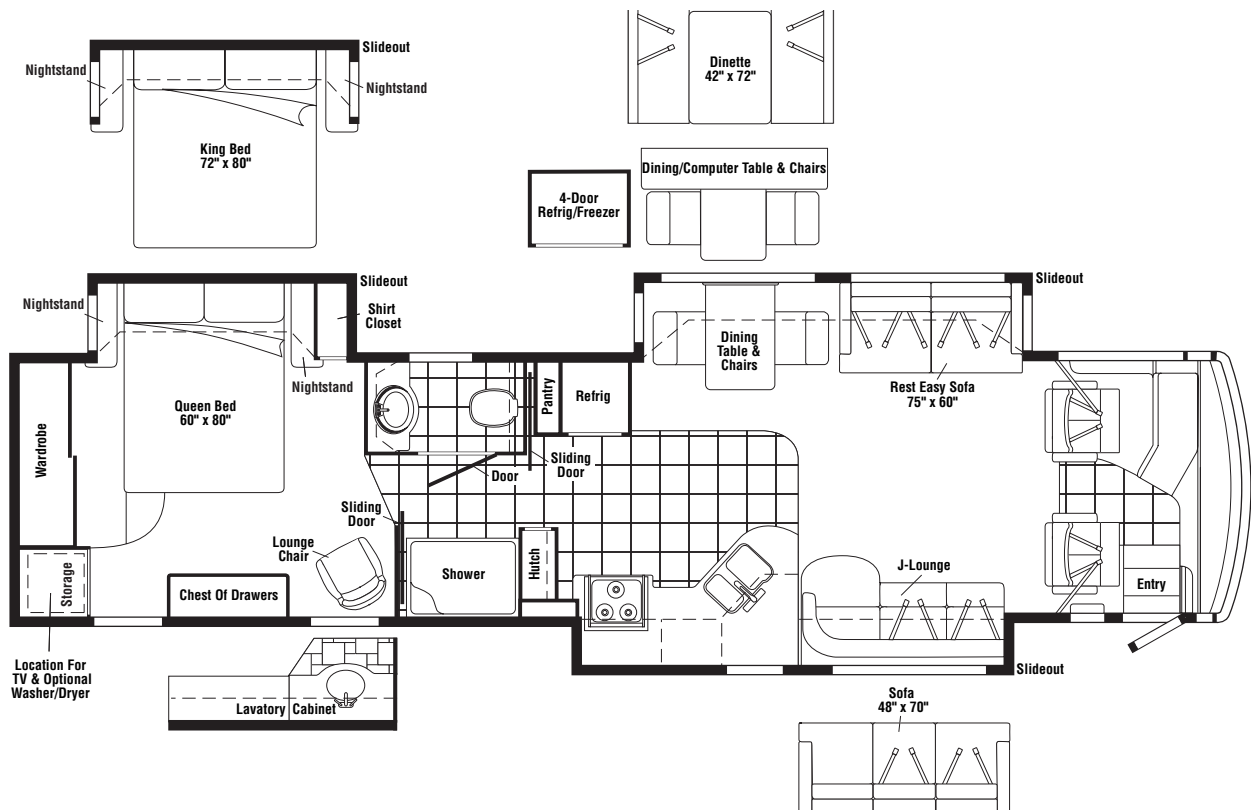 Slideout
Nightstand
Nightstand
King Bed
72" x 80"
Dinette
42" x 72"
Dining/Computer Table & Chairs
4-Door
Refrig/Freezer
Slideout
Nightstand
Shirt
Closet
Nightstand
Queen Bed
60" x 80"
Wardrobe
Pantry
Refrig
Dining
Table &
Chairs
Slideout
Rest Easy Sofa
75" x 60"
Door
Sliding
Door
Sliding
Door
Lounge
Chair
Storage
Chest Of Drawers
Shower
Hutch
J-Lounge
Entry
Location For
TV & Optional
Washer/Dryer
Lavatory Cabinet
Slideout
Sofa
48" x 70"